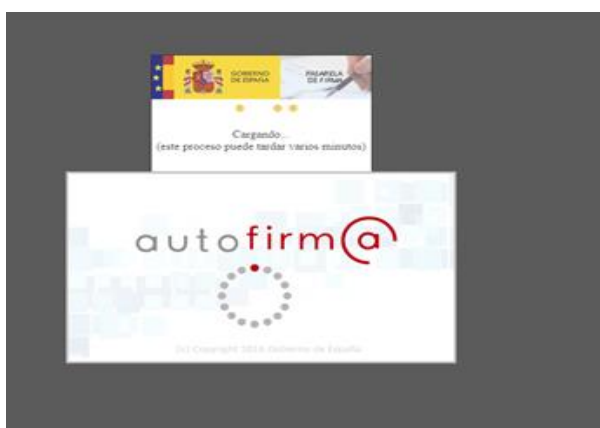 GOBIERNO
DE ESPAÑA
PASARELA
DE FIRMA
Cargando...
(este proceso puede tardar varios minutos)
autofirm@
(c) Copyright 2016 Gobierno de España